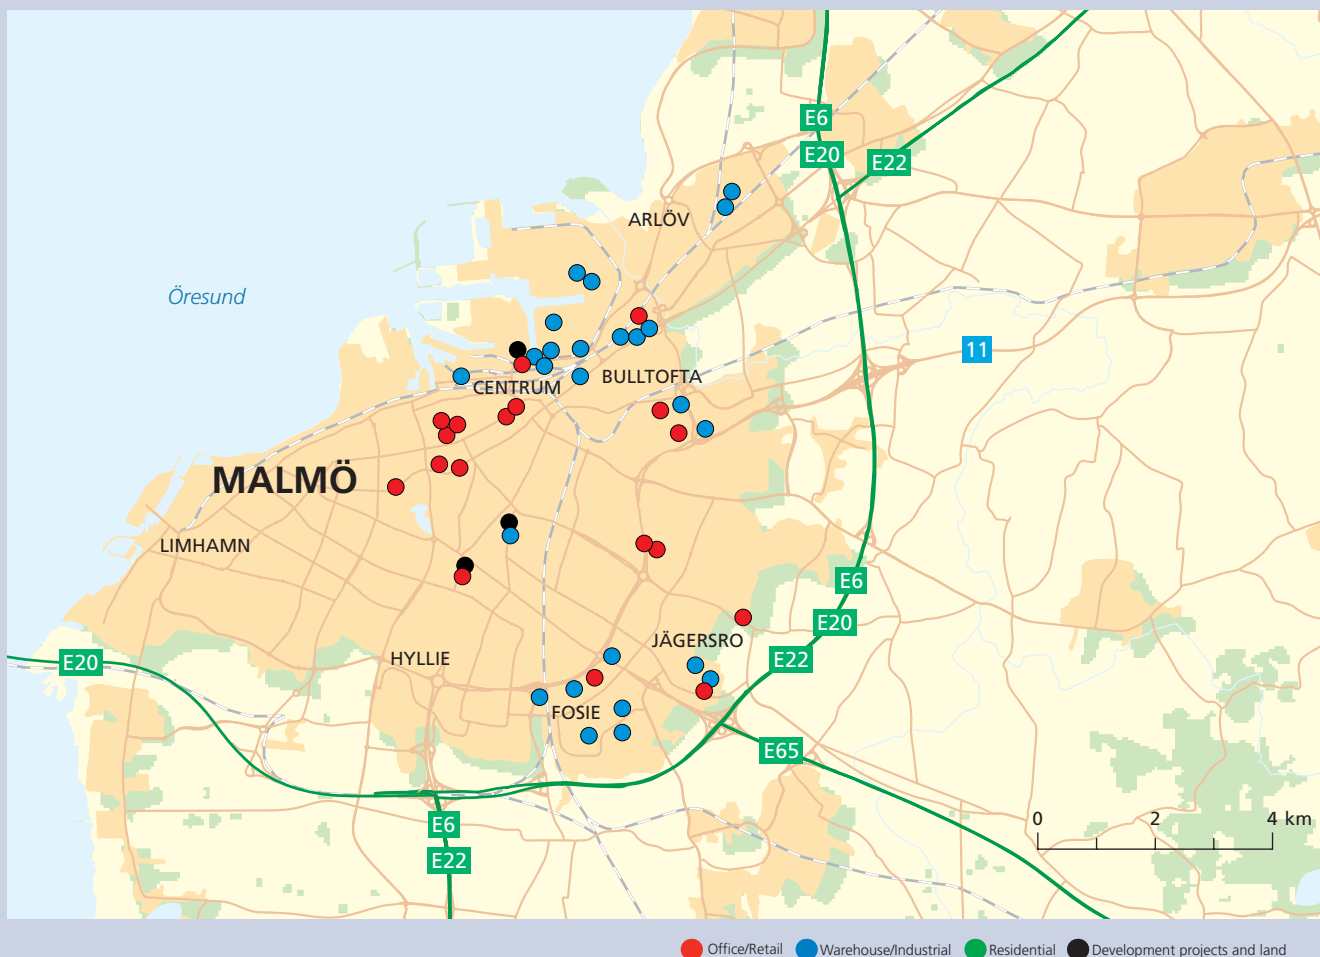 E6
E20
E22
ARLÖV
Öresund
11
CENTRUM
BULLTOFTA
MALMÖ
LIMHAMN
E6
E20
JÄGERSRO
E22
HYLLIE
E20
FOSIE
E65
E6
E22
0 2 4 km
Office/Retail Warehouse/Industrial Residential Development projects and land